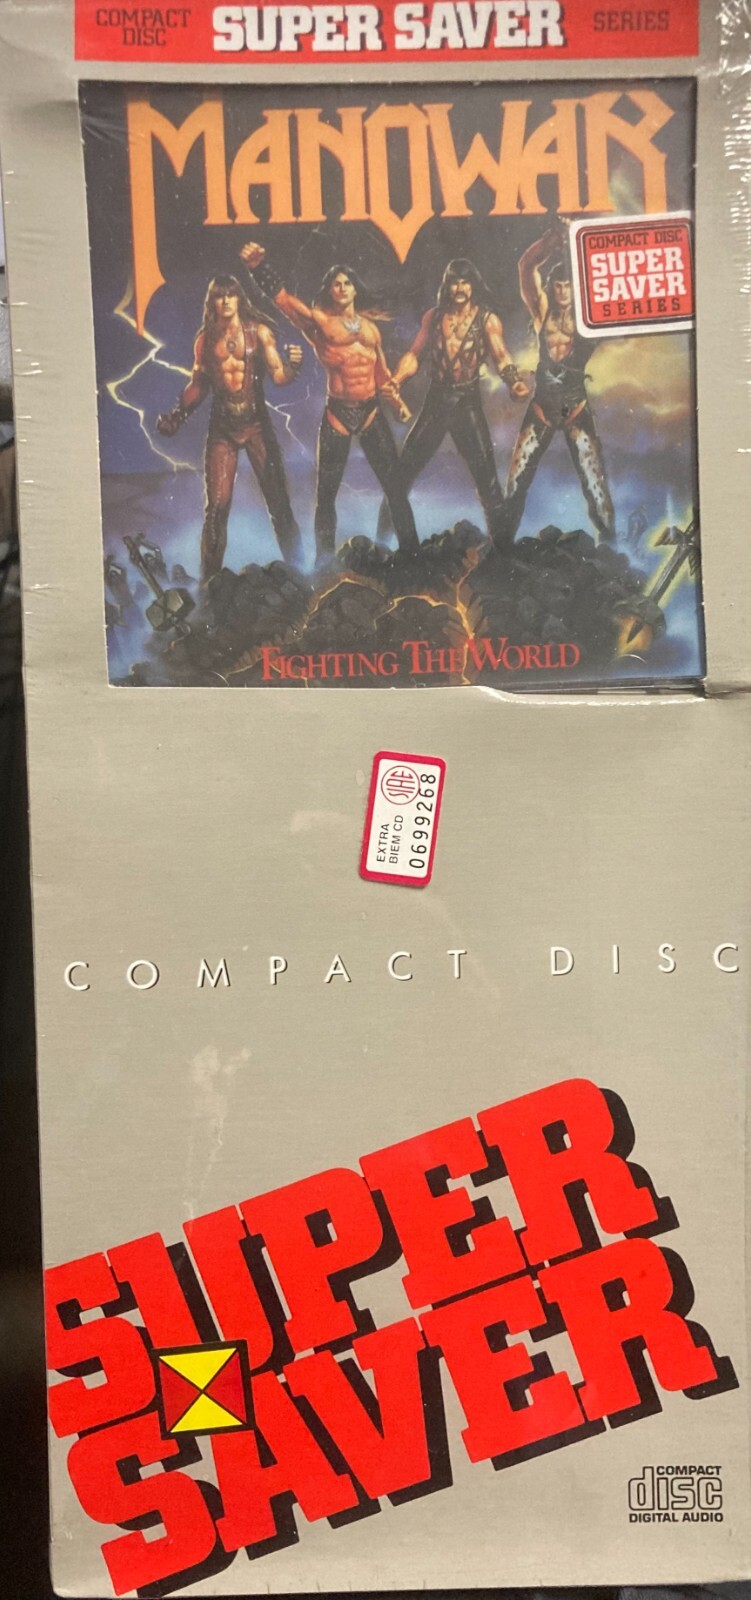 COMPACT DISC SUPER SAVER SERIES
MANOWAR
COMPACT DISC
SUPER
SAVER
SERIES
FIGHTING THE WORLD
EXTRA
BIEM CD
SIAE
0699268
COMPACT DISC
SUPER
SAVER
COMPACT
disc
DIGITAL AUDIO